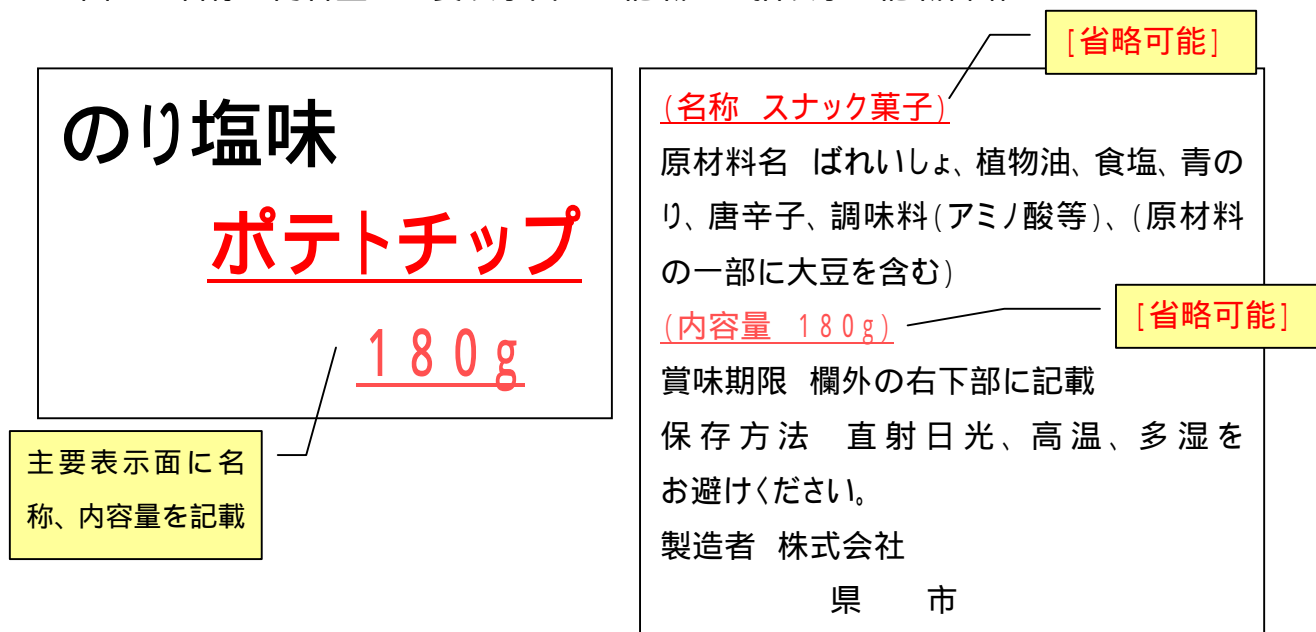 [省略可能]
のり塩味
ポテトチップ
180g
主要表示面に名
称、内容量を記載
(名称 スナック菓子)
原材料名 ばれいしょ、植物油、食塩、青の
り、唐辛子、調味料(アミノ酸等)、(原材料
の一部に大豆を含む)
(内容量 180g)
[省略可能]
賞味期限 欄外の右下部に記載
保存方法 直射日光、高温、多湿を
お避けください。
製造者 株式会社
県 市